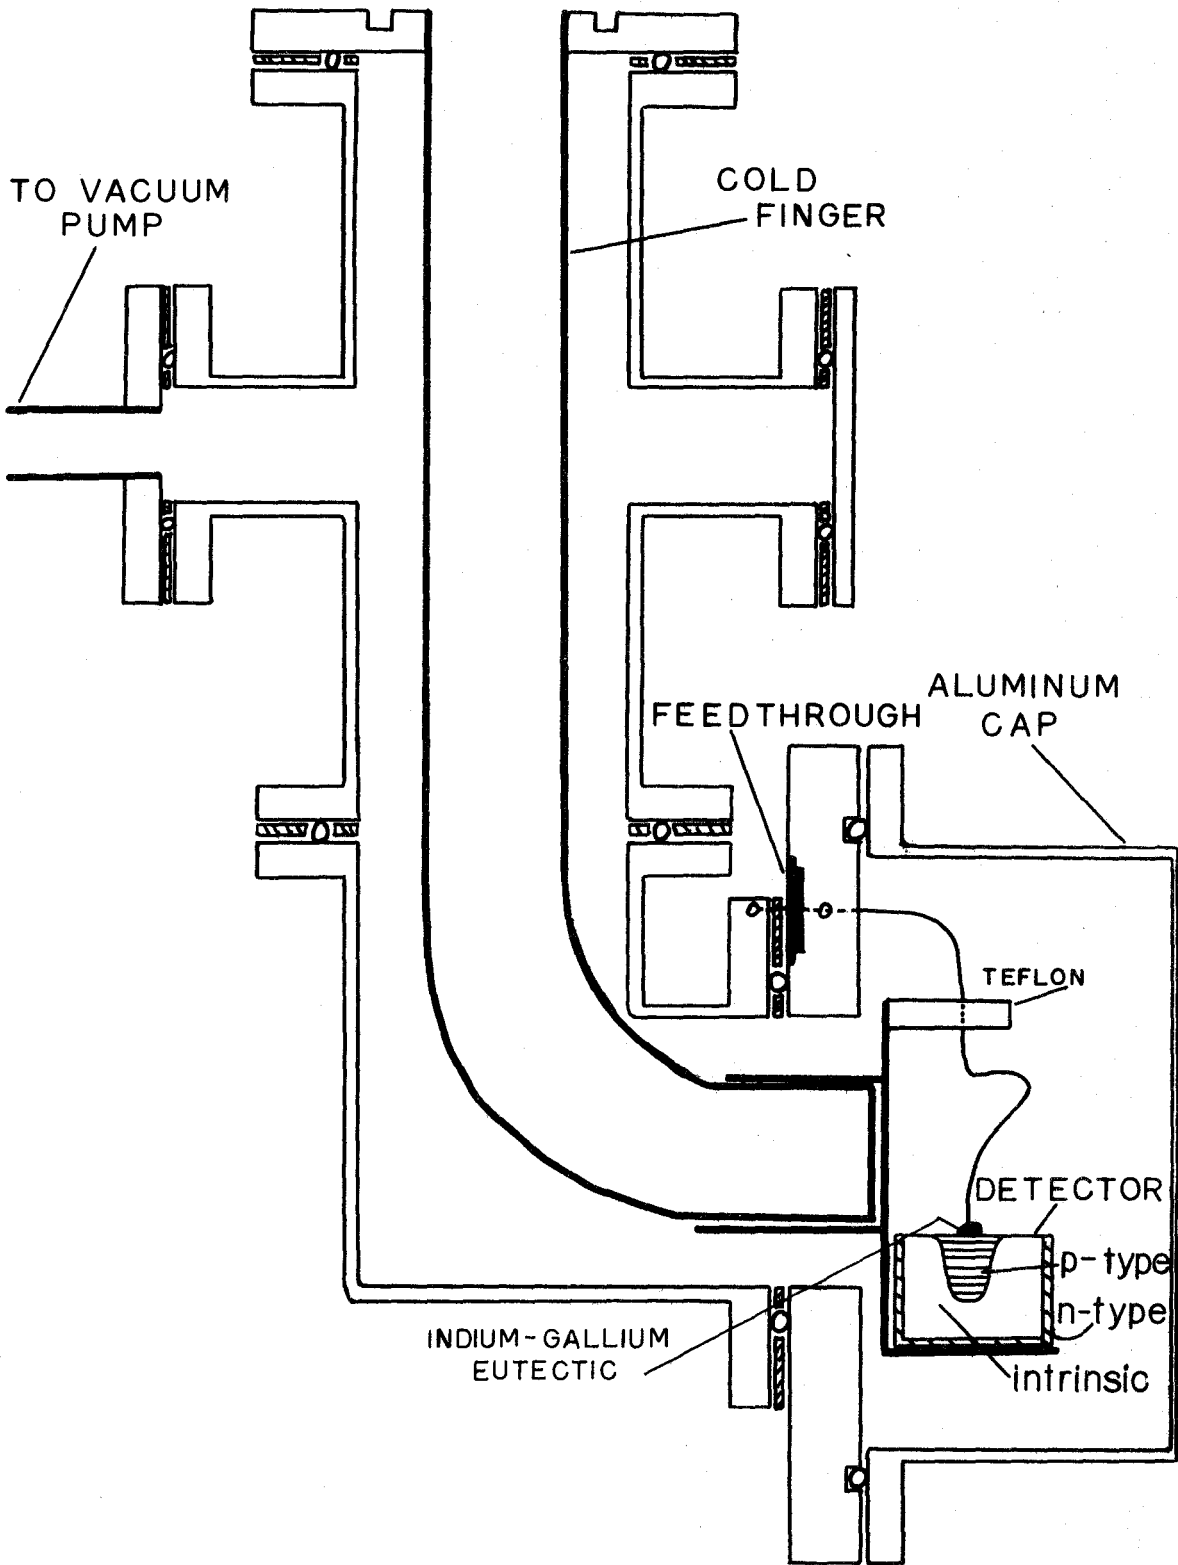 TO VACUUM
PUMP
COLD
FINGER
ALUMINUM
CAP
FEEDTHROUGH
TEFLON
DETECTOR
p-type
n-type
INDIUM-GALLIUM
EUTECTIC
intrinsic